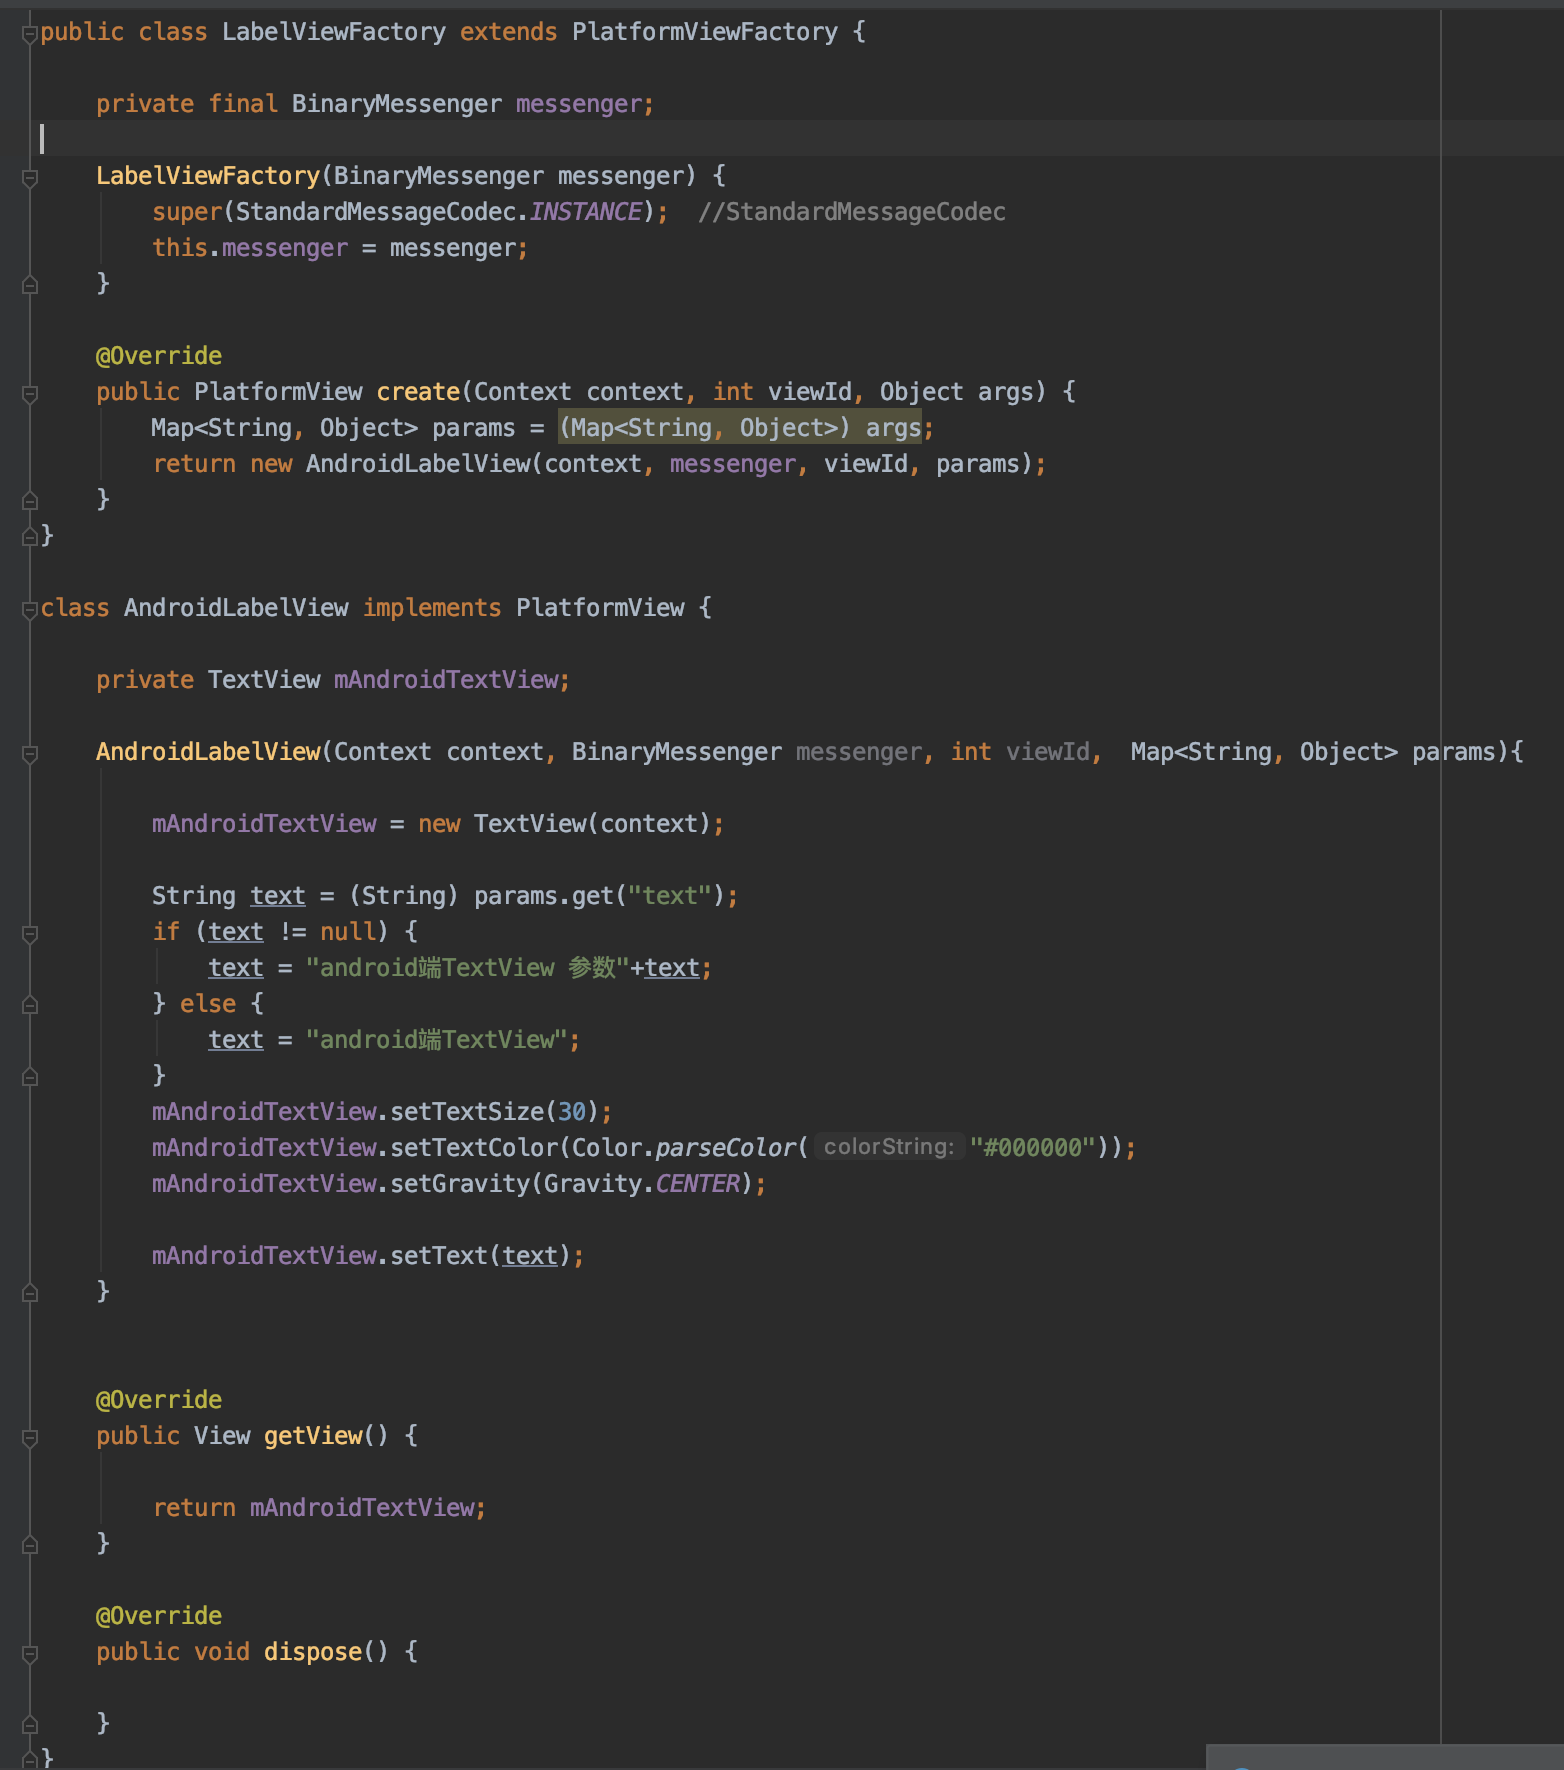 public class LabelViewFactory extends PlatformViewFactory {
private final BinaryMessenger messenger;
LabelViewFactory(BinaryMessenger messenger) {
super(StandardMessageCodec.INSTANCE);  //StandardMessageCodec
this.messenger = messenger;
}
@Override
public PlatformView create(Context context, int viewId, Object args) {
Map<String, Object> params = (Map<String, Object>) args;
return new AndroidLabelView(context, messenger, viewId, params);
}
}
class AndroidLabelView implements PlatformView {
private TextView mAndroidTextView;
AndroidLabelView(Context context, BinaryMessenger messenger, int viewId,  Map<String, Object> params){
mAndroidTextView = new TextView(context);
String text = (String) params.get("text");
if (text != null) {
text = "android端TextView 参数"+text;
} else {
text = "android端TextView";
}
mAndroidTextView.setTextSize(30);
mAndroidTextView.setTextColor(Color.parseColor( colorString: "#000000"));
mAndroidTextView.setGravity(Gravity.CENTER);
mAndroidTextView.setText(text);
}
@Override
public View getView() {
return mAndroidTextView;
}
@Override
public void dispose() {
}
}